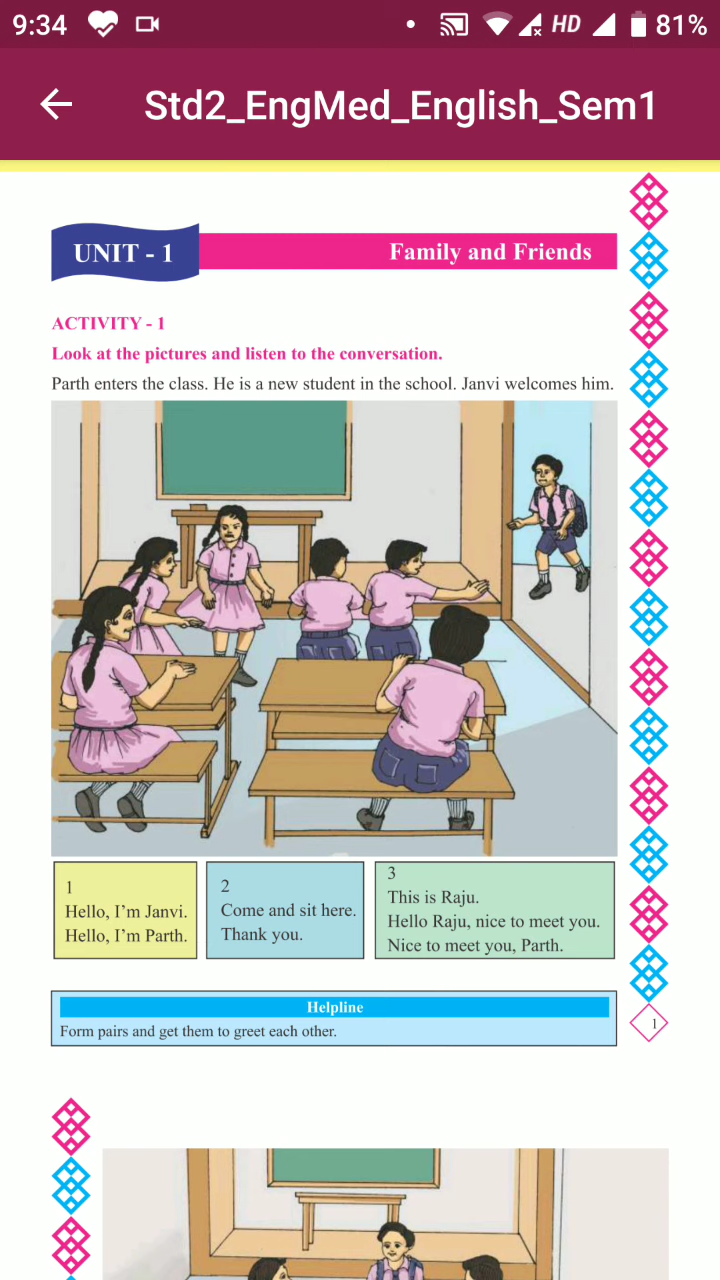 9:34 HD 81%
Std2_EngMed_English_Sem1
UNIT - 1
Family and Friends
ACTIVITY - 1
Look at the pictures and listen to the conversation.
Parth enters the class. He is a new student in the school. Janvi welcomes him.
1
Hello, I'm Janvi.
Hello, I'm Parth.
2
Come and sit here.
Thank you.
3
This is Raju.
Hello Raju, nice to meet you.
Nice to meet you, Parth.
Helpline
Form pairs and get them to greet each other.
1